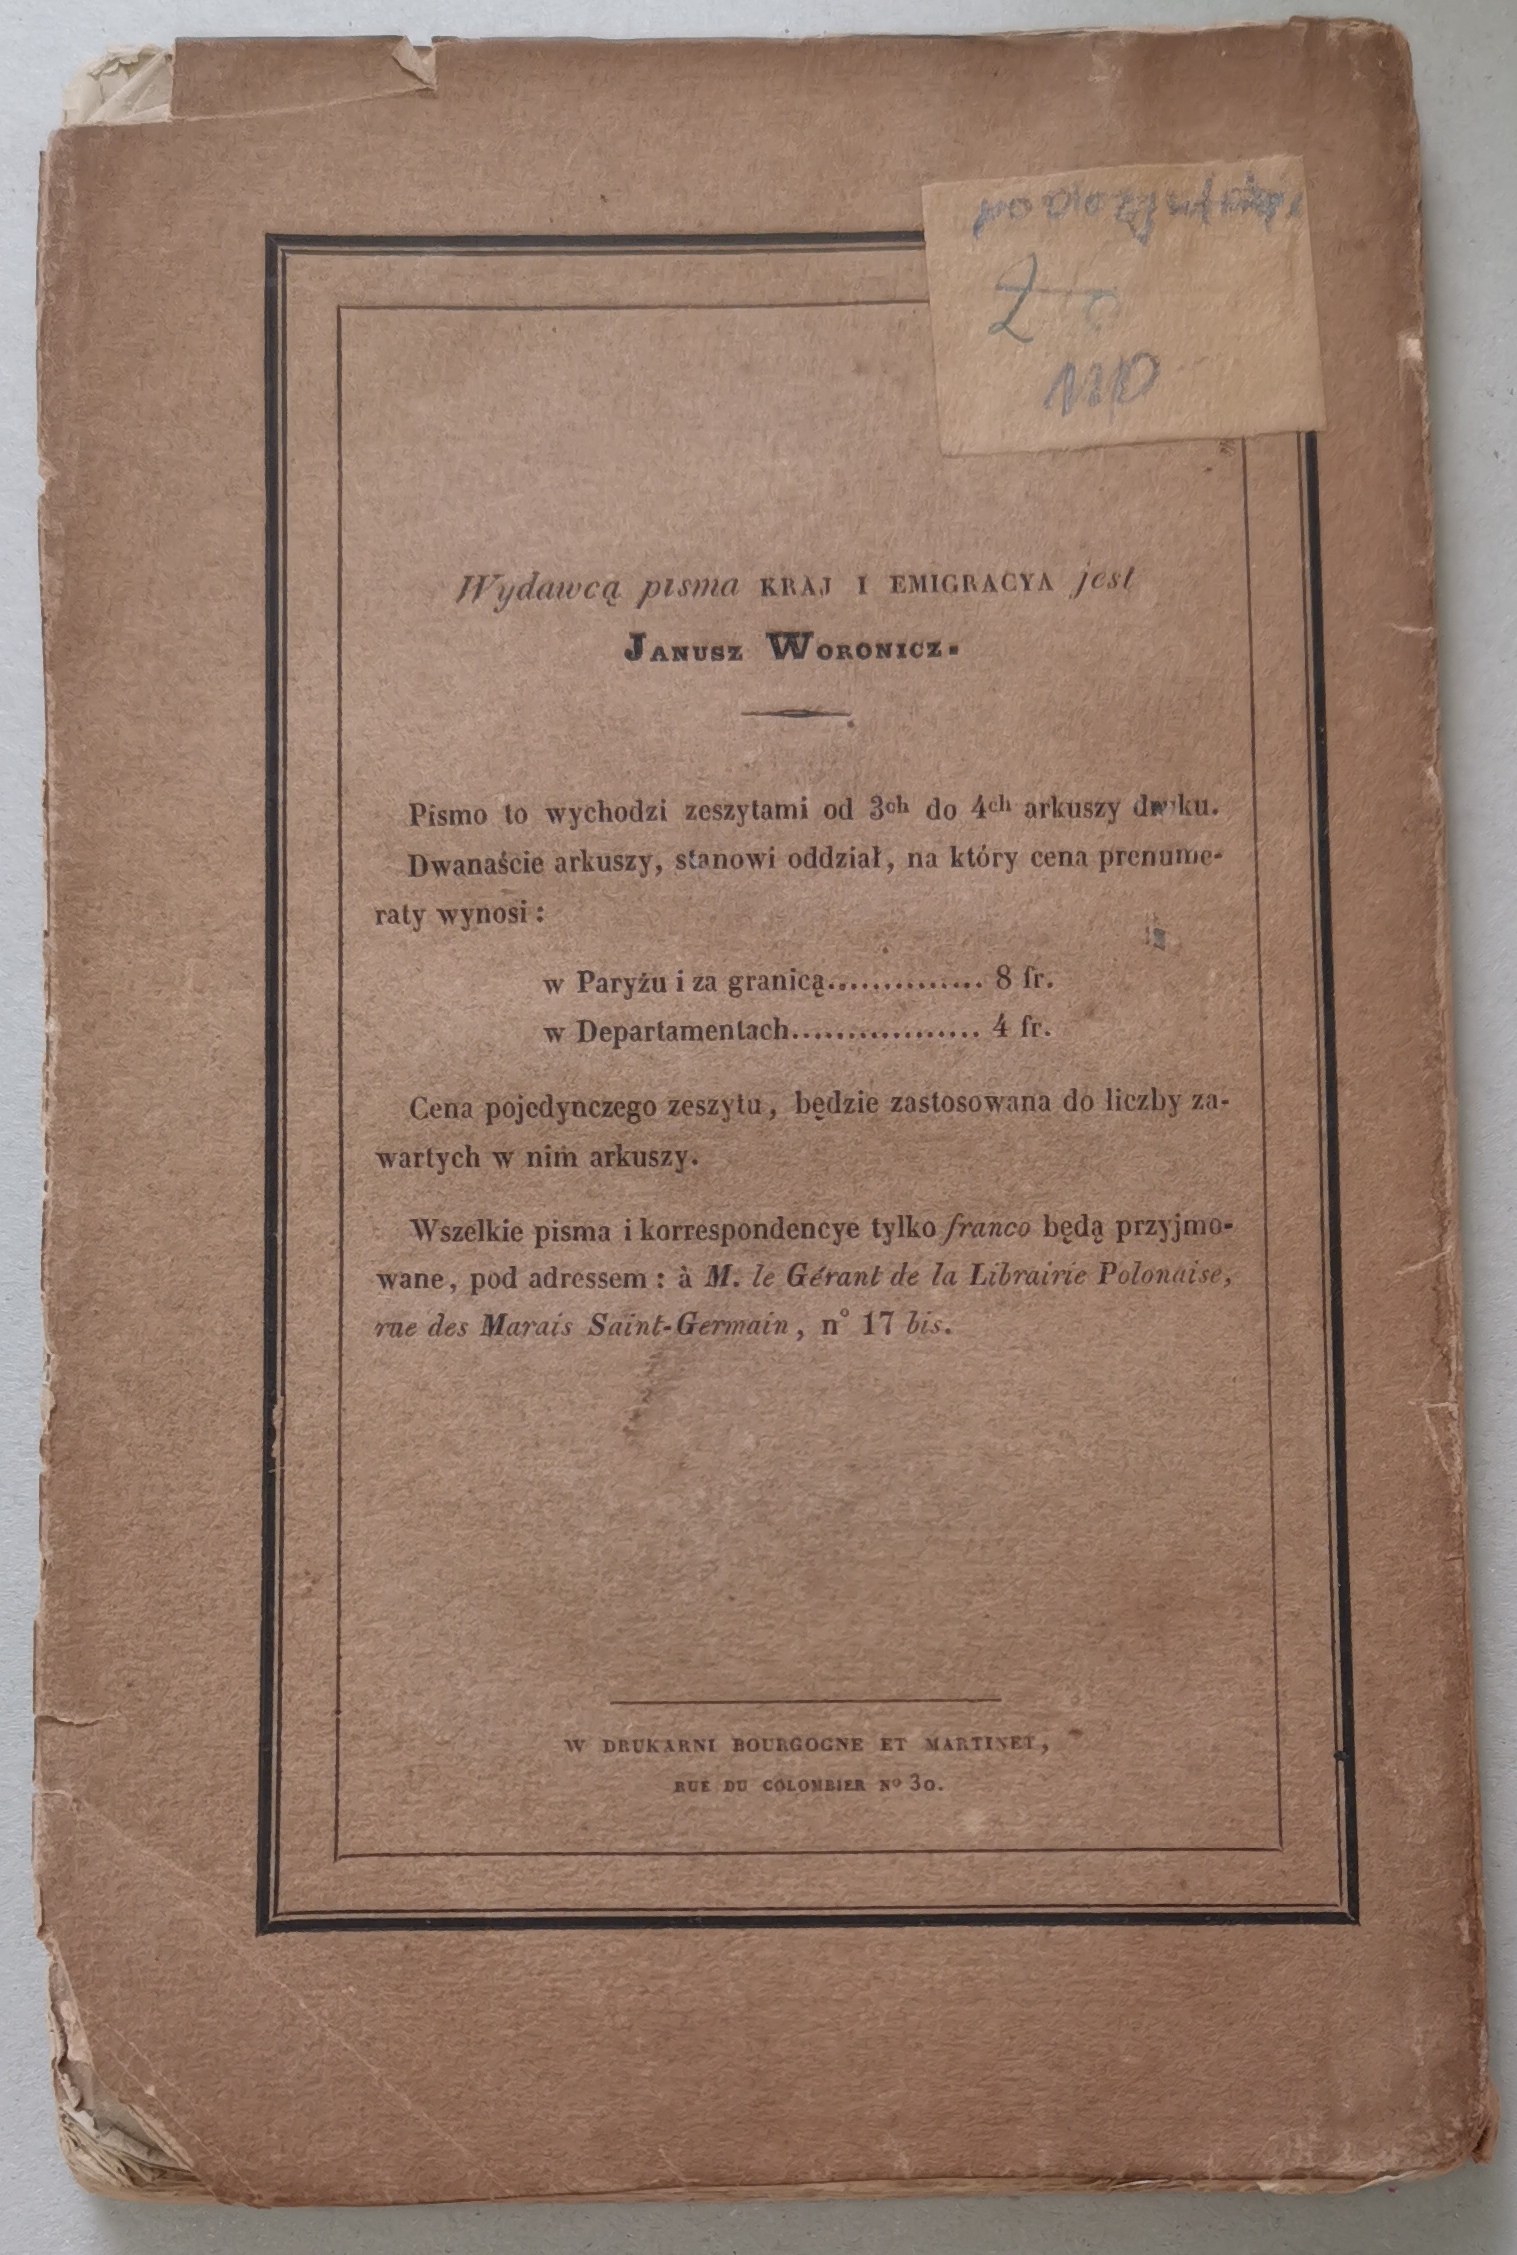 Wydawcą pisma KRAJ I EMIGRACYA jest
JANUSZ WORONICZ.
Pismo to wychodzi zeszytami od 3ch do 4ch arkuszy druku.
Dwanaście arkuszy, stanowi oddział, na który cena prenume-
raty wynosi :
w Paryżu i za granicą.............. 8 fr.
w Departamentach................. 4 fr.
Cena pojedynczego zeszytu, będzie zastosowana do liczby za-
wartych w nim arkuszy.
Wszelkie pisma i korrespondencye tylko franco będą przyjmo-
wane, pod adressem : à M. le Gérant de la Librairie Polonaise,
rue des Marais Saint-Germain, n° 17 bis.
W DRUKARNI BOURGOGNE ET MARTINET,
RUE DU COLOMBIER Nº 30.